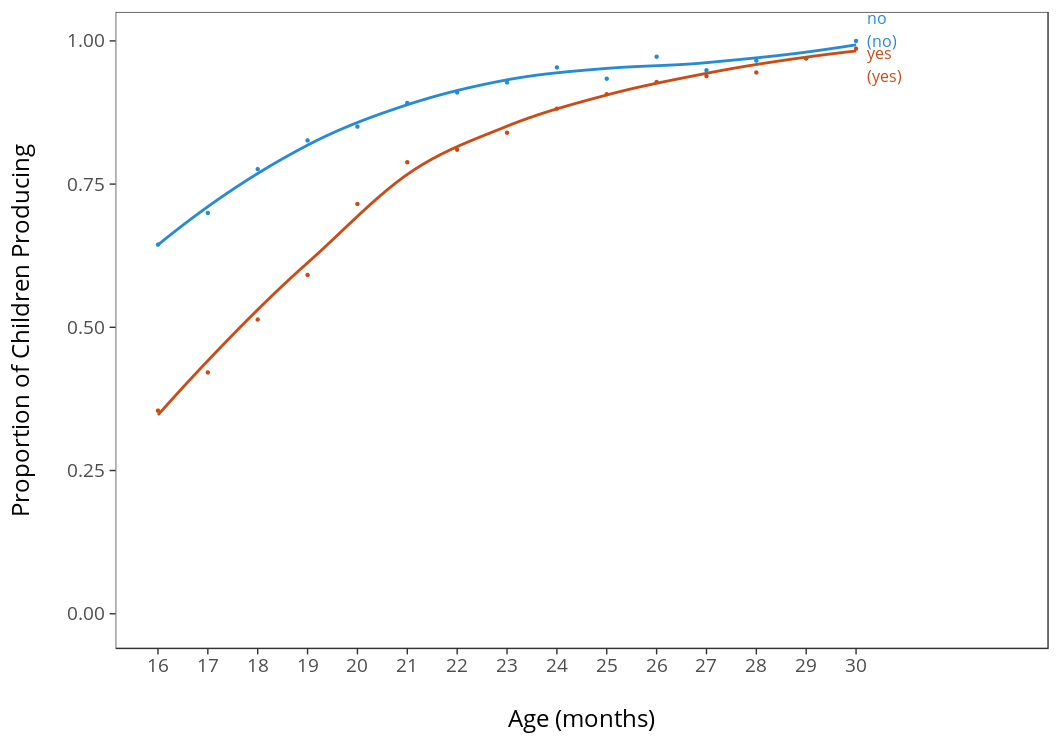 no
(no)
yes
(yes)
1.00
0.75
0.50
0.25
0.00
Proportion of Children Producing
16 17 18 19 20 21 22 23 24 25 26 27 28 29 30
Age (months)